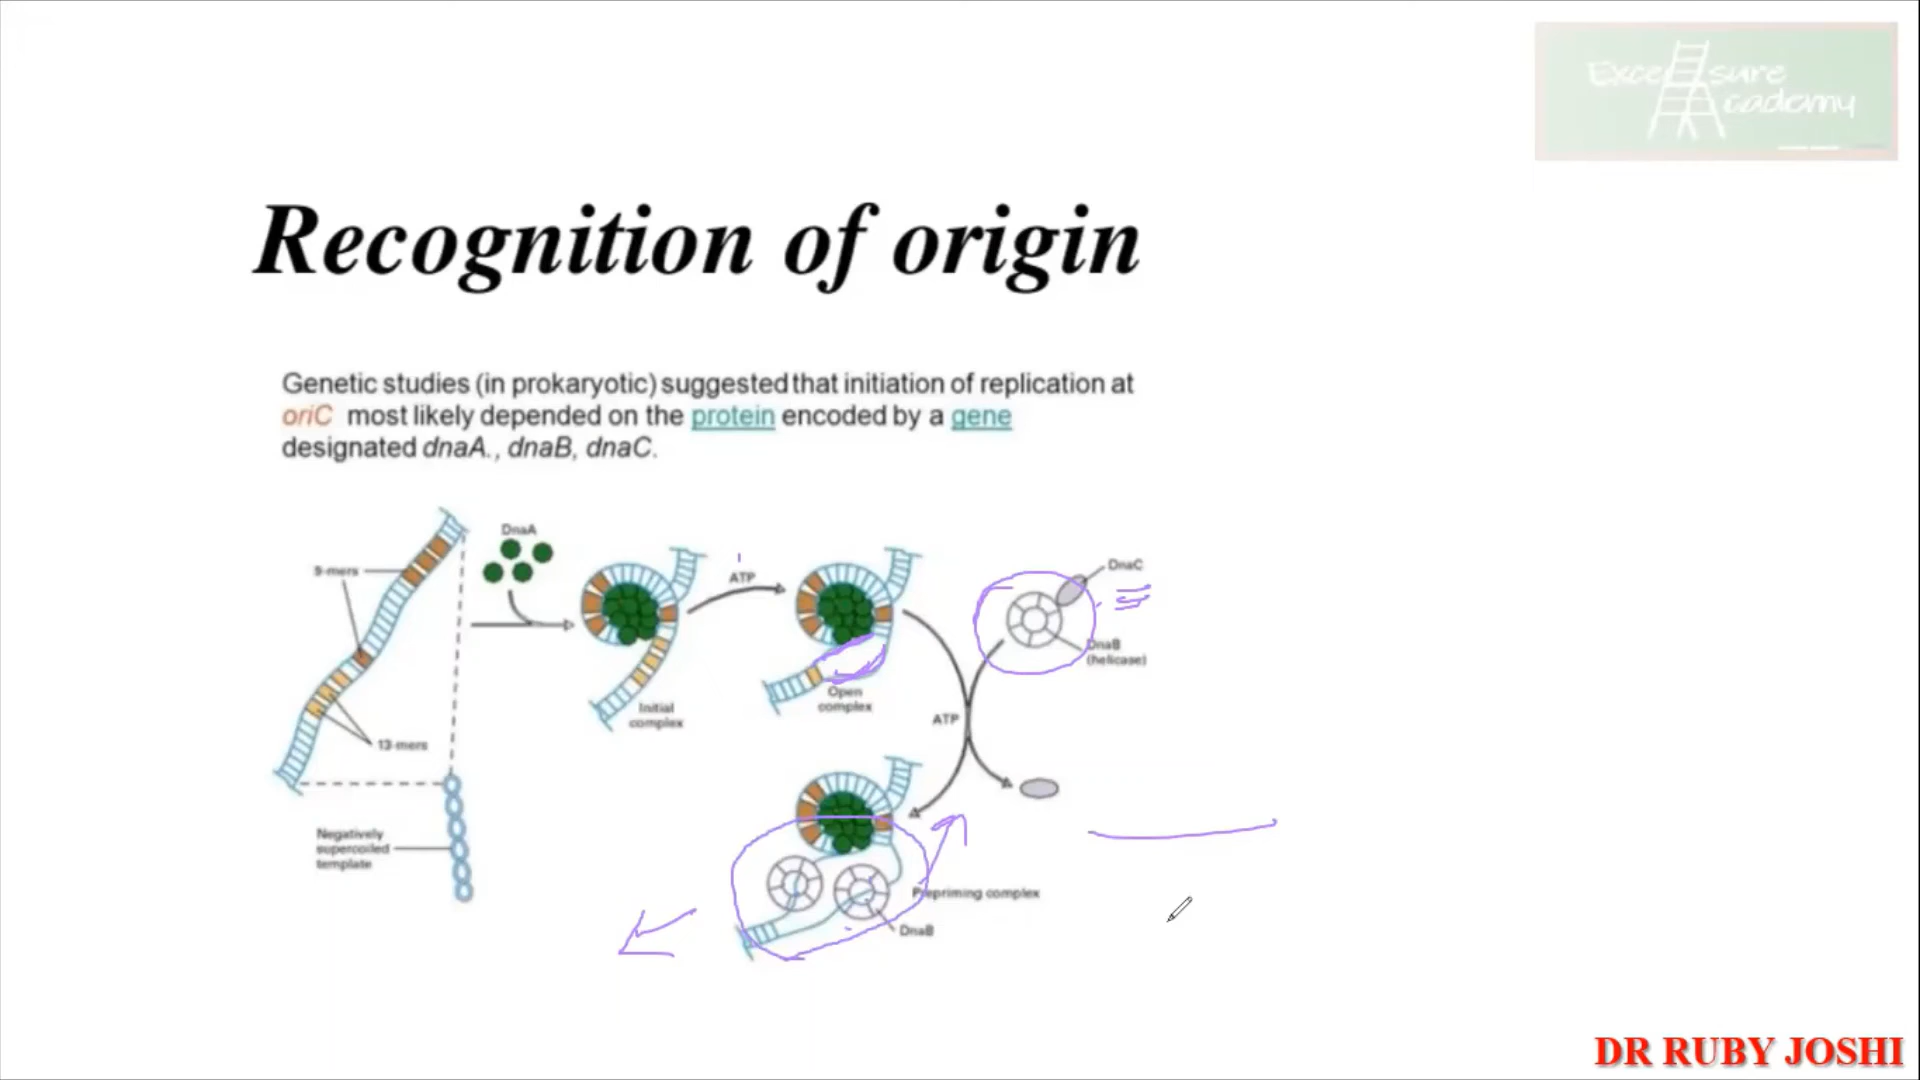 Excelsure
Academy
Recognition of origin
Genetic studies (in prokaryotic) suggested that initiation of replication at
oriC most likely depended on the protein encoded by a gene
designated dnaA., dnaB, dnaC.
DnaA
9-mers
13-mers
Negatively
supercoiled
template
Initial
complex
ATP
Open
complex
DnaC
DnaB
(helicase)
ATP
Prepriming complex
DnaB
DR RUBY JOSHI